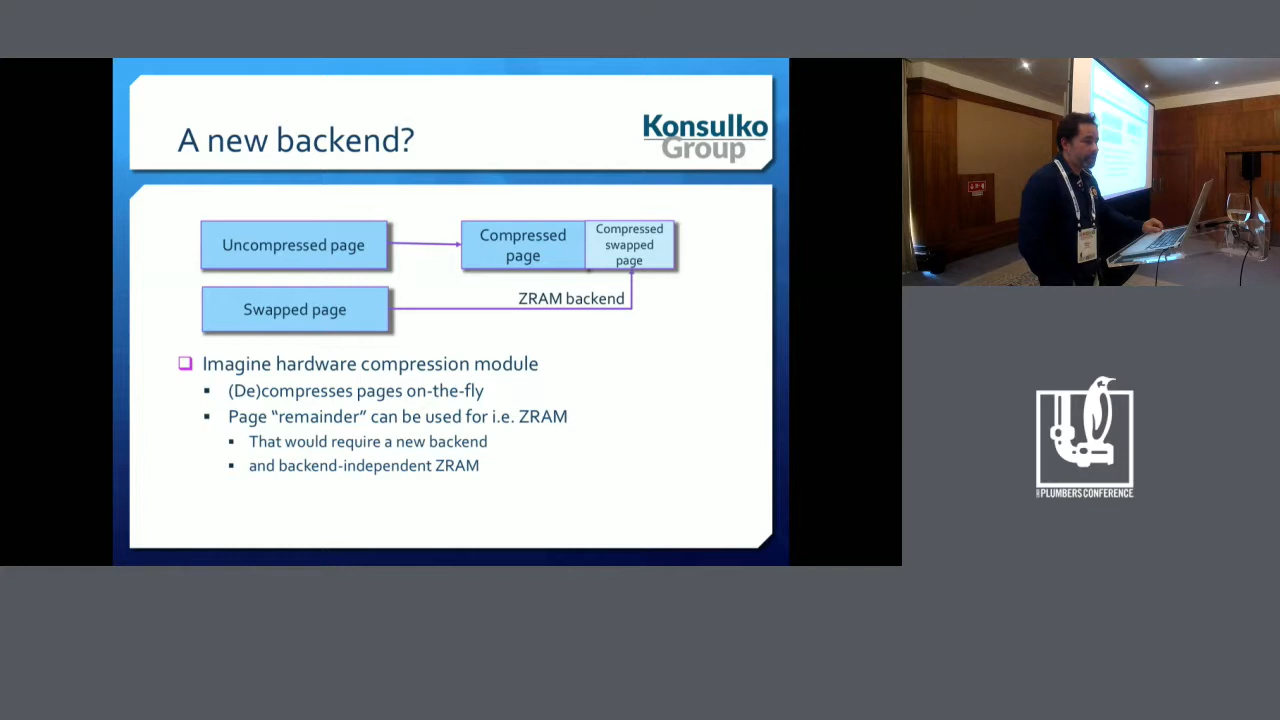 A new backend?
Konsulko
Group
Uncompressed page
Compressed
page
Compressed
swapped
page
Swapped page
ZRAM backend
Imagine hardware compression module
(De)compresses pages on-the-fly
Page “remainder” can be used for i.e. ZRAM
That would require a new backend
and backend-independent ZRAM
PLUMBERS CONFERENCE